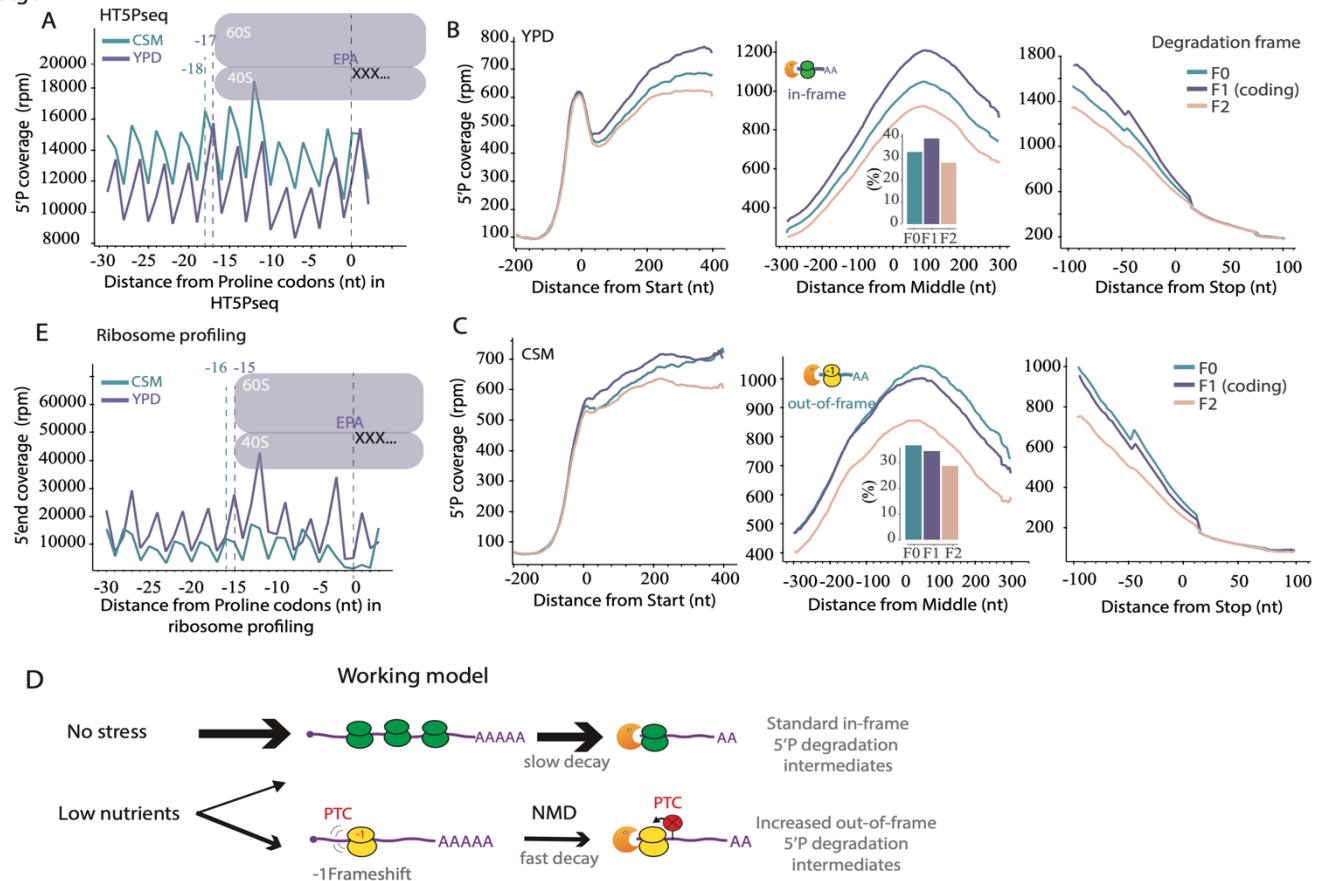 A
HT5Pseq
CSM
YPD
-17
-18
60S
40S
EPA
XXX...
5'P coverage (rpm)
20000
18000
16000
14000
12000
10000
8000
-30 -25 -20 -15 -10 -5 0
Distance from Proline codons (nt) in
HT5Pseq
B
YPD
5'P coverage (rpm)
800
700
600
500
400
300
200
100
-200 0 200 400
Distance from Start (nt)
1200
1000
800
600
400
AA
in-frame
(%)
40
30
20
10
0
F0 F1 F2
-300 -200 -100 0 100 200 300
Distance from Middle (nt)
Degradation frame
F0
F1 (coding)
F2
1800
1400
1000
600
200
-100 -50 0 50 100
Distance from Stop (nt)
E
Ribosome profiling
CSM
YPD
-16
-15
60S
40S
EPA
XXX...
5'end coverage (rpm)
60000
50000
40000
30000
20000
10000
-30 -25 -20 -15 -10 -5 0
Distance from Proline codons (nt) in
ribosome profiling
C
CSM
5'P coverage (rpm)
700
600
500
400
300
200
100
-200 0 200 400
Distance from Start (nt)
1000
900
800
700
600
500
400
-1
AA
out-of-frame
(%)
30
20
10
0
F0 F1 F2
-300 -200 -100 0 100 200 300
Distance from Middle (nt)
F0
F1 (coding)
F2
1000
800
600
400
200
-100 -50 0 50 100
Distance from Stop (nt)
D
Working model
No stress
AAAAA
slow decay
AA
Standard in-frame
5'P degradation
intermediates
Low nutrients
PTC
-1
AAAAA
-1Frameshift
NMD
fast decay
PTC
AA
Increased out-of-frame
5'P degradation
intermediates